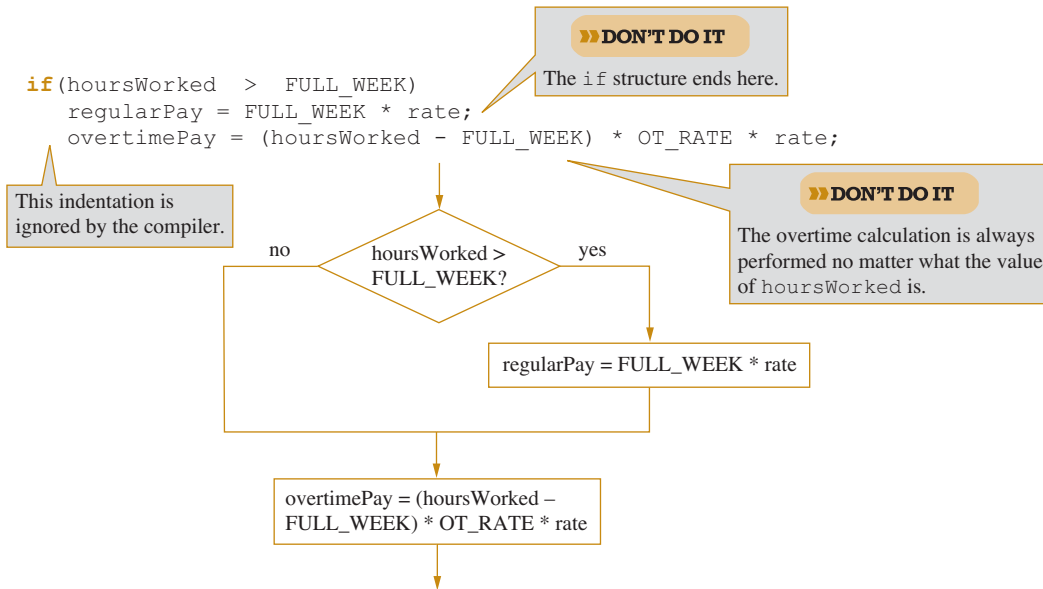 »DON'T DO IT
The if structure ends here.
if(hoursWorked > FULL_WEEK)
regularPay = FULL_WEEK * rate;
overtimePay = (hoursWorked - FULL_WEEK) * OT_RATE * rate;
This indentation is
ignored by the compiler.
»DON'T DO IT
The overtime calculation is always
performed no matter what the value
of hoursWorked is.
no
hoursWorked >
FULL_WEEK?
yes
regularPay = FULL_WEEK * rate
overtimePay = (hoursWorked –
FULL_WEEK) * OT_RATE * rate